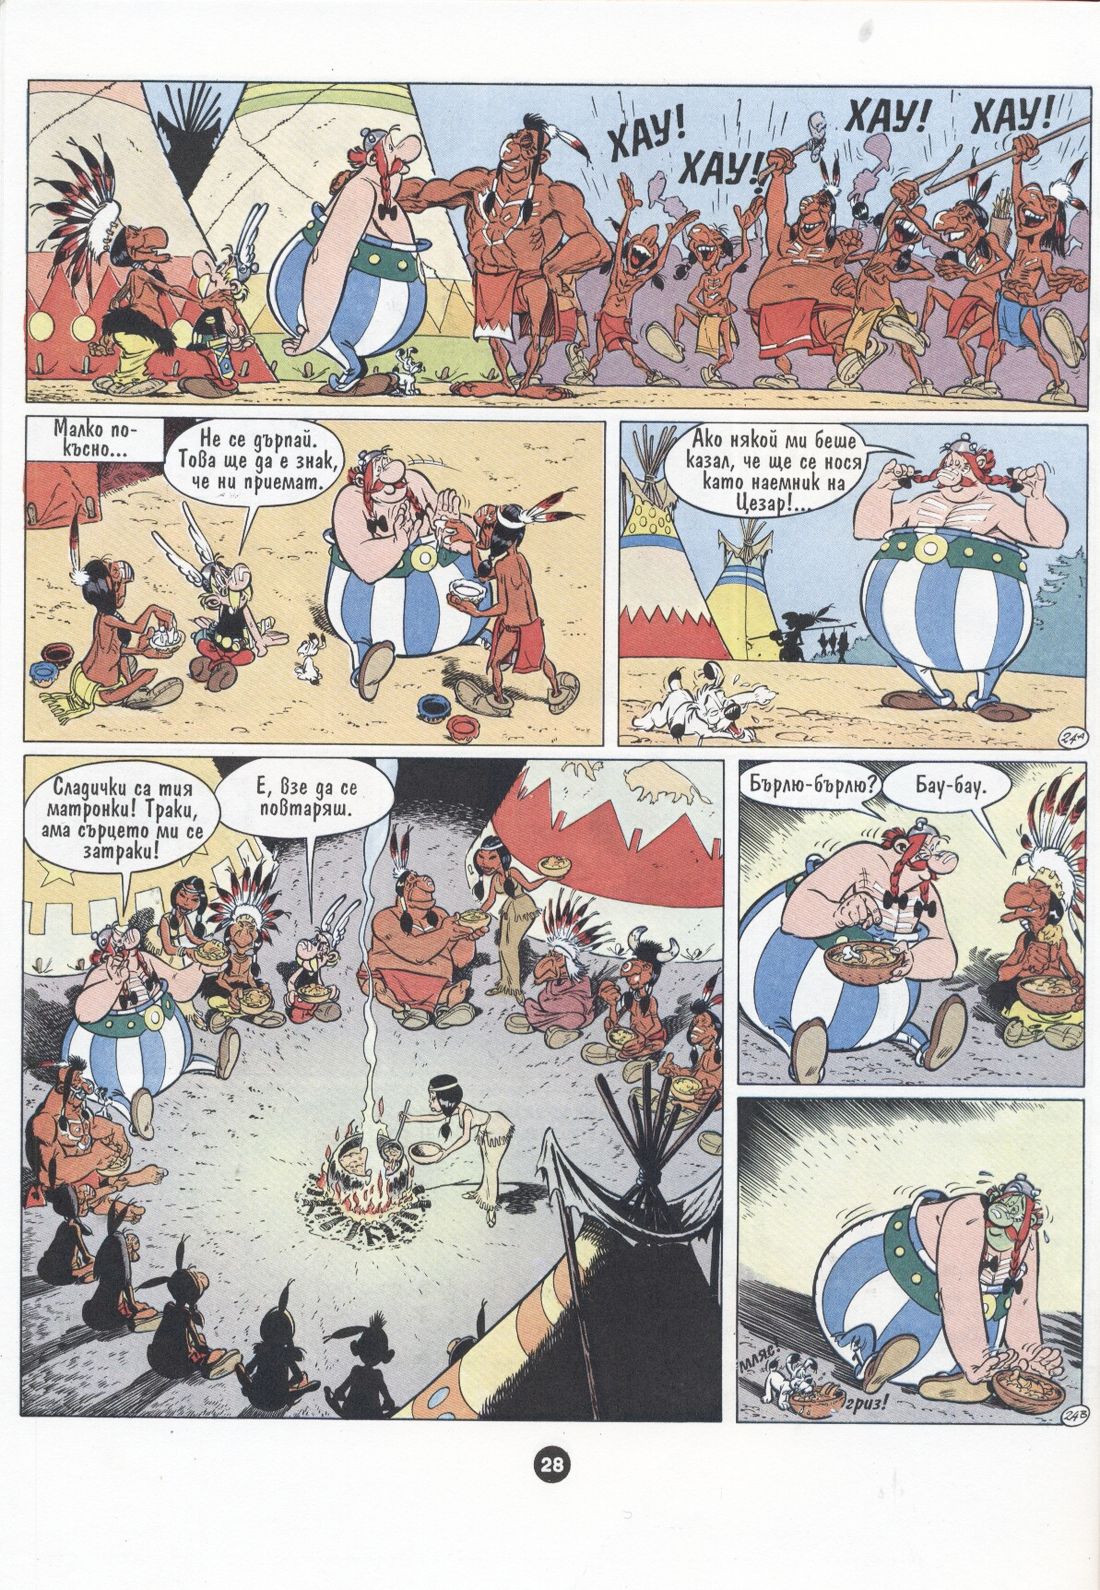 ХАУ!
ХАУ!
ХАУ!
ХАУ!
Малко по-
късно...
Не се дърпай.
Това ще да е знак,
че ни приемат.
Ако някой ми беше
казал, че ще се нося
като наемник на
Цезар!...
24A
Сладички са тия
матронки! Траки,
ама сърцето ми се
затраки!
Е, взе да се
повтаряш.
Бърлю-бърлю?
Бау-бау.
МЛЯС!
гриз!
24B
28